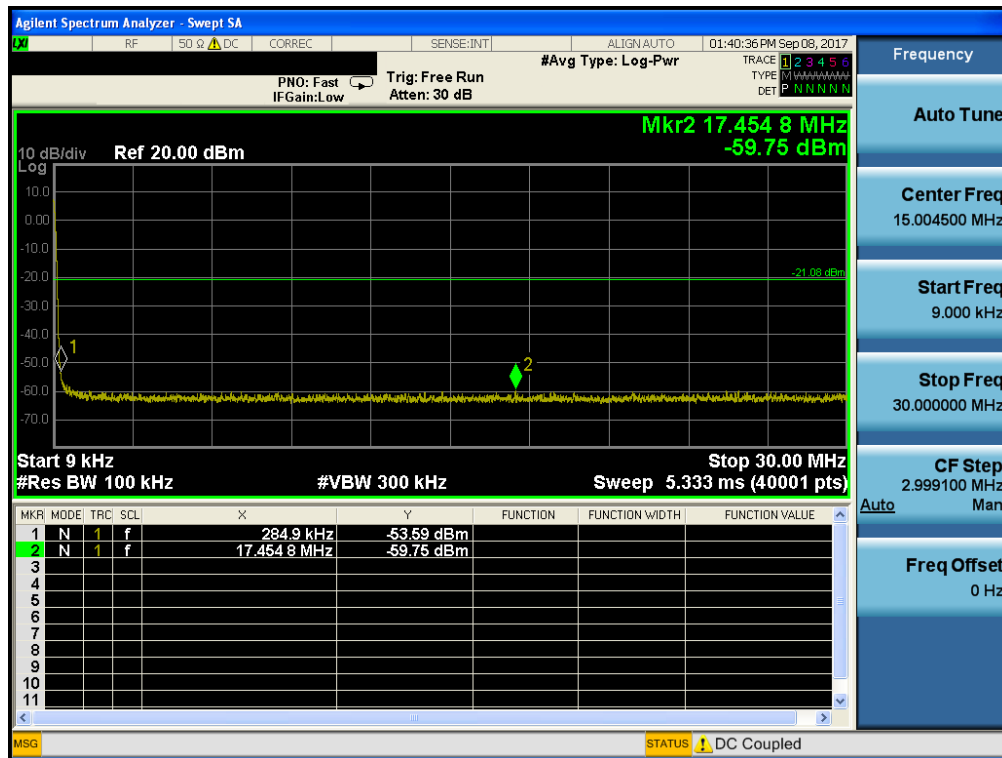 Agilent Spectrum Analyzer - Swept SA
LXI RF 50 Ω DC CORREC SENSE:INT ALIGN AUTO 01:40:36 PM Sep 08, 2017
PNO: Fast
IFGain:Low
Trig: Free Run
Atten: 30 dB
#Avg Type: Log-Pwr
TRACE 1 2 3 4 5 6
TYPE M WWWWW
DET P N N N N N
Mkr2 17.454 8 MHz
-59.75 dBm
10 dB/div
Log
Ref 20.00 dBm
10.0
0.00
-10.0
-20.0
-30.0
-40.0
-50.0
-60.0
-70.0
-21.08 dBm
1
2
Start 9 kHz
Stop 30.00 MHz
#Res BW 100 kHz
#VBW 300 kHz
Sweep 5.333 ms (40001 pts)
MKR MODE TRC SCL X Y FUNCTION FUNCTION WIDTH FUNCTION VALUE
1 N 1 f 284.9 kHz -53.59 dBm
2 N 1 f 17.454 8 MHz -59.75 dBm
3
4
5
6
7
8
9
10
11
MSG
STATUS DC Coupled
Frequency
Auto Tune
Center Freq
15.004500 MHz
Start Freq
9.000 kHz
Stop Freq
30.000000 MHz
CF Step
2.999100 MHz
Auto Man
Freq Offset
0 Hz